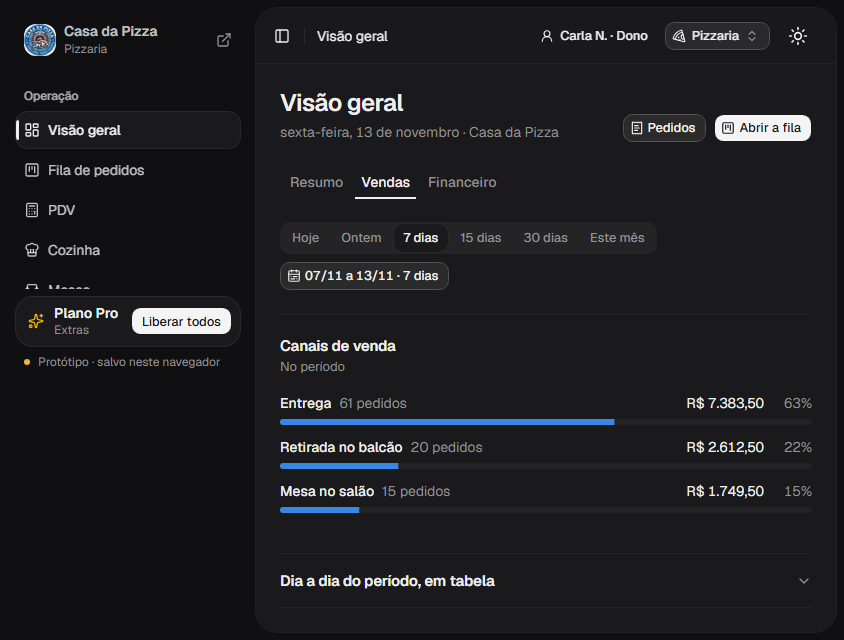 Casa da Pizza
Pizzaria
Operação
Visão geral
Fila de pedidos
PDV
Cozinha
Plano Pro
Extras
Liberar todos
Protótipo · salvo neste navegador
Visão geral
Carla N. · Dono
Pizzaria
Visão geral
sexta-feira, 13 de novembro · Casa da Pizza
Pedidos
Abrir a fila
Resumo Vendas Financeiro
Hoje Ontem 7 dias 15 dias 30 dias Este mês
07/11 a 13/11 · 7 dias
Canais de venda
No período
Entrega 61 pedidos R$ 7.383,50 63%
Retirada no balcão 20 pedidos R$ 2.612,50 22%
Mesa no salão 15 pedidos R$ 1.749,50 15%
Dia a dia do período, em tabela